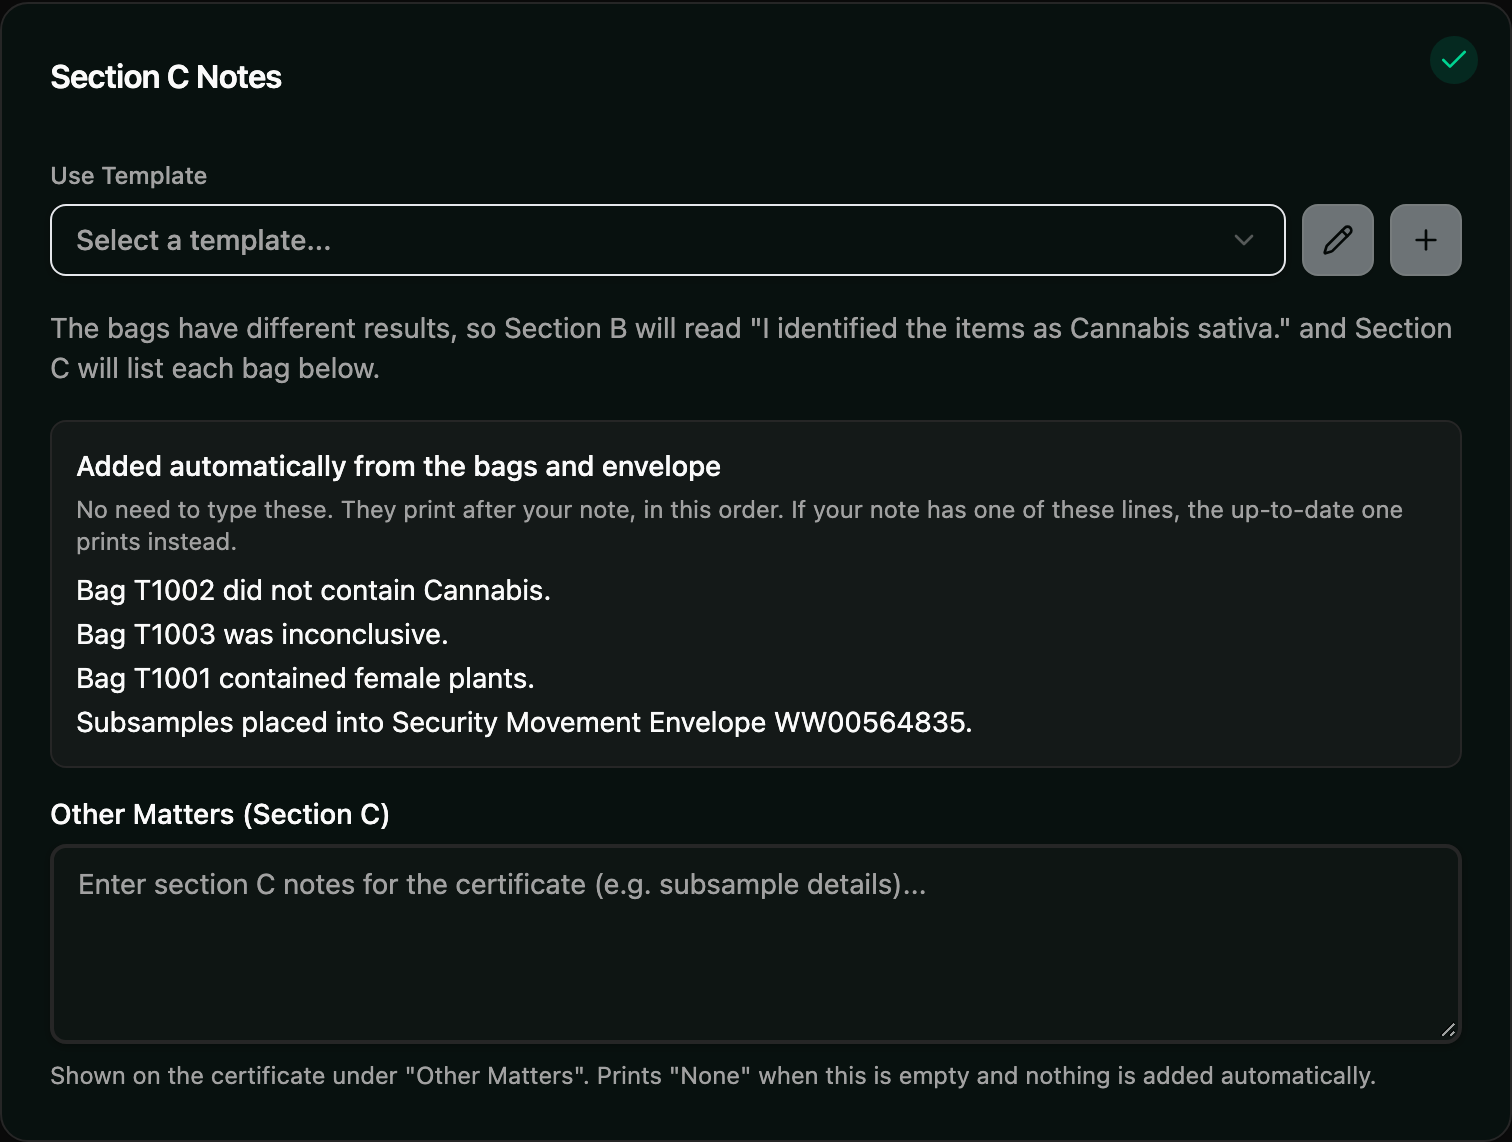 Section C Notes
Use Template
Select a template...
The bags have different results, so Section B will read "I identified the items as Cannabis sativa." and Section
C will list each bag below.
Added automatically from the bags and envelope
No need to type these. They print after your note, in this order. If your note has one of these lines, the up-to-date one
prints instead.
Bag T1002 did not contain Cannabis.
Bag T1003 was inconclusive.
Bag T1001 contained female plants.
Subsamples placed into Security Movement Envelope WW00564835.
Other Matters (Section C)
Enter section C notes for the certificate (e.g. subsample details)...
Shown on the certificate under "Other Matters". Prints "None" when this is empty and nothing is added automatically.